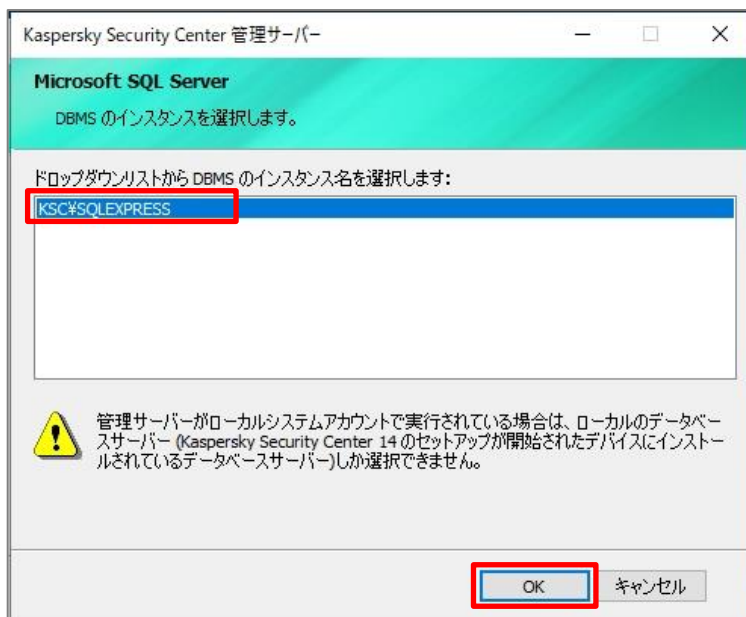 Kaspersky Security Center 管理サーバー
Microsoft SQL Server
DBMS のインスタンスを選択します。
ドロップダウンリストから DBMS のインスタンス名を選択します:
KSC¥SQLEXPRESS
管理サーバーがローカルシステムアカウントで実行されている場合は、ローカルのデータベー
スサーバー (Kaspersky Security Center 14 のセットアップが開始されたデバイスにインストー
ルされているデータベースサーバー)しか選択できません。
OK
キャンセル